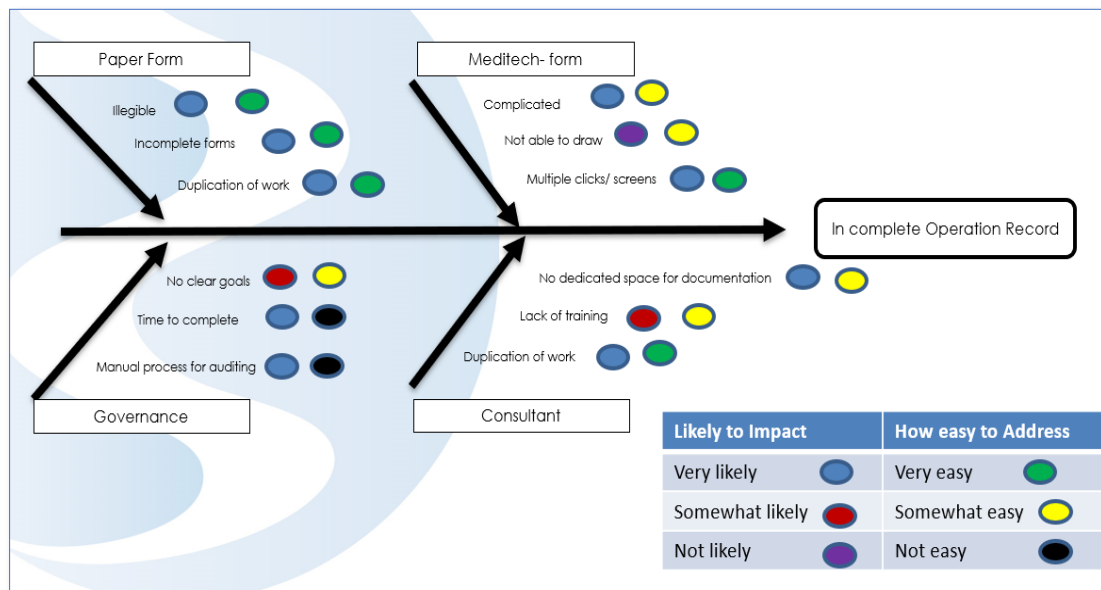 Paper Form
Meditech- form
Illegible
Incomplete forms
Duplication of work
Complicated
Not able to draw
Multiple clicks/ screens
In complete Operation Record
No clear goals
Time to complete
Manual process for auditing
No dedicated space for documentation
Lack of training
Duplication of work
Governance
Consultant
Likely to Impact How easy to Address
Very likely Very easy
Somewhat likely Somewhat easy
Not likely Not easy